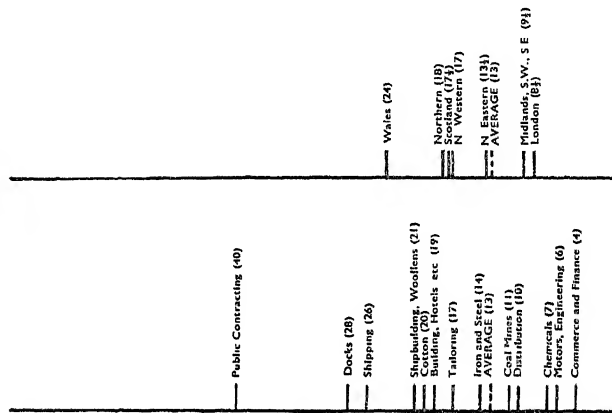 Wales (24)
Northern (18)
Scotland (17½)
N Western (17)
N Eastern (13½)
AVERAGE (13)
Midlands, S.W., S E (9½)
London (8½)
Public Contracting (40)
Docks (28)
Shipping (26)
Shipbuilding, Woollens (21)
Cotton (20)
Building, Hotels etc (19)
Tailoring (17)
Iron and Steel (14)
AVERAGE (13)
Coal Mines (11)
Distribution (10)
Chemicals (7)
Motors, Engineering (6)
Commerce and Finance (4)